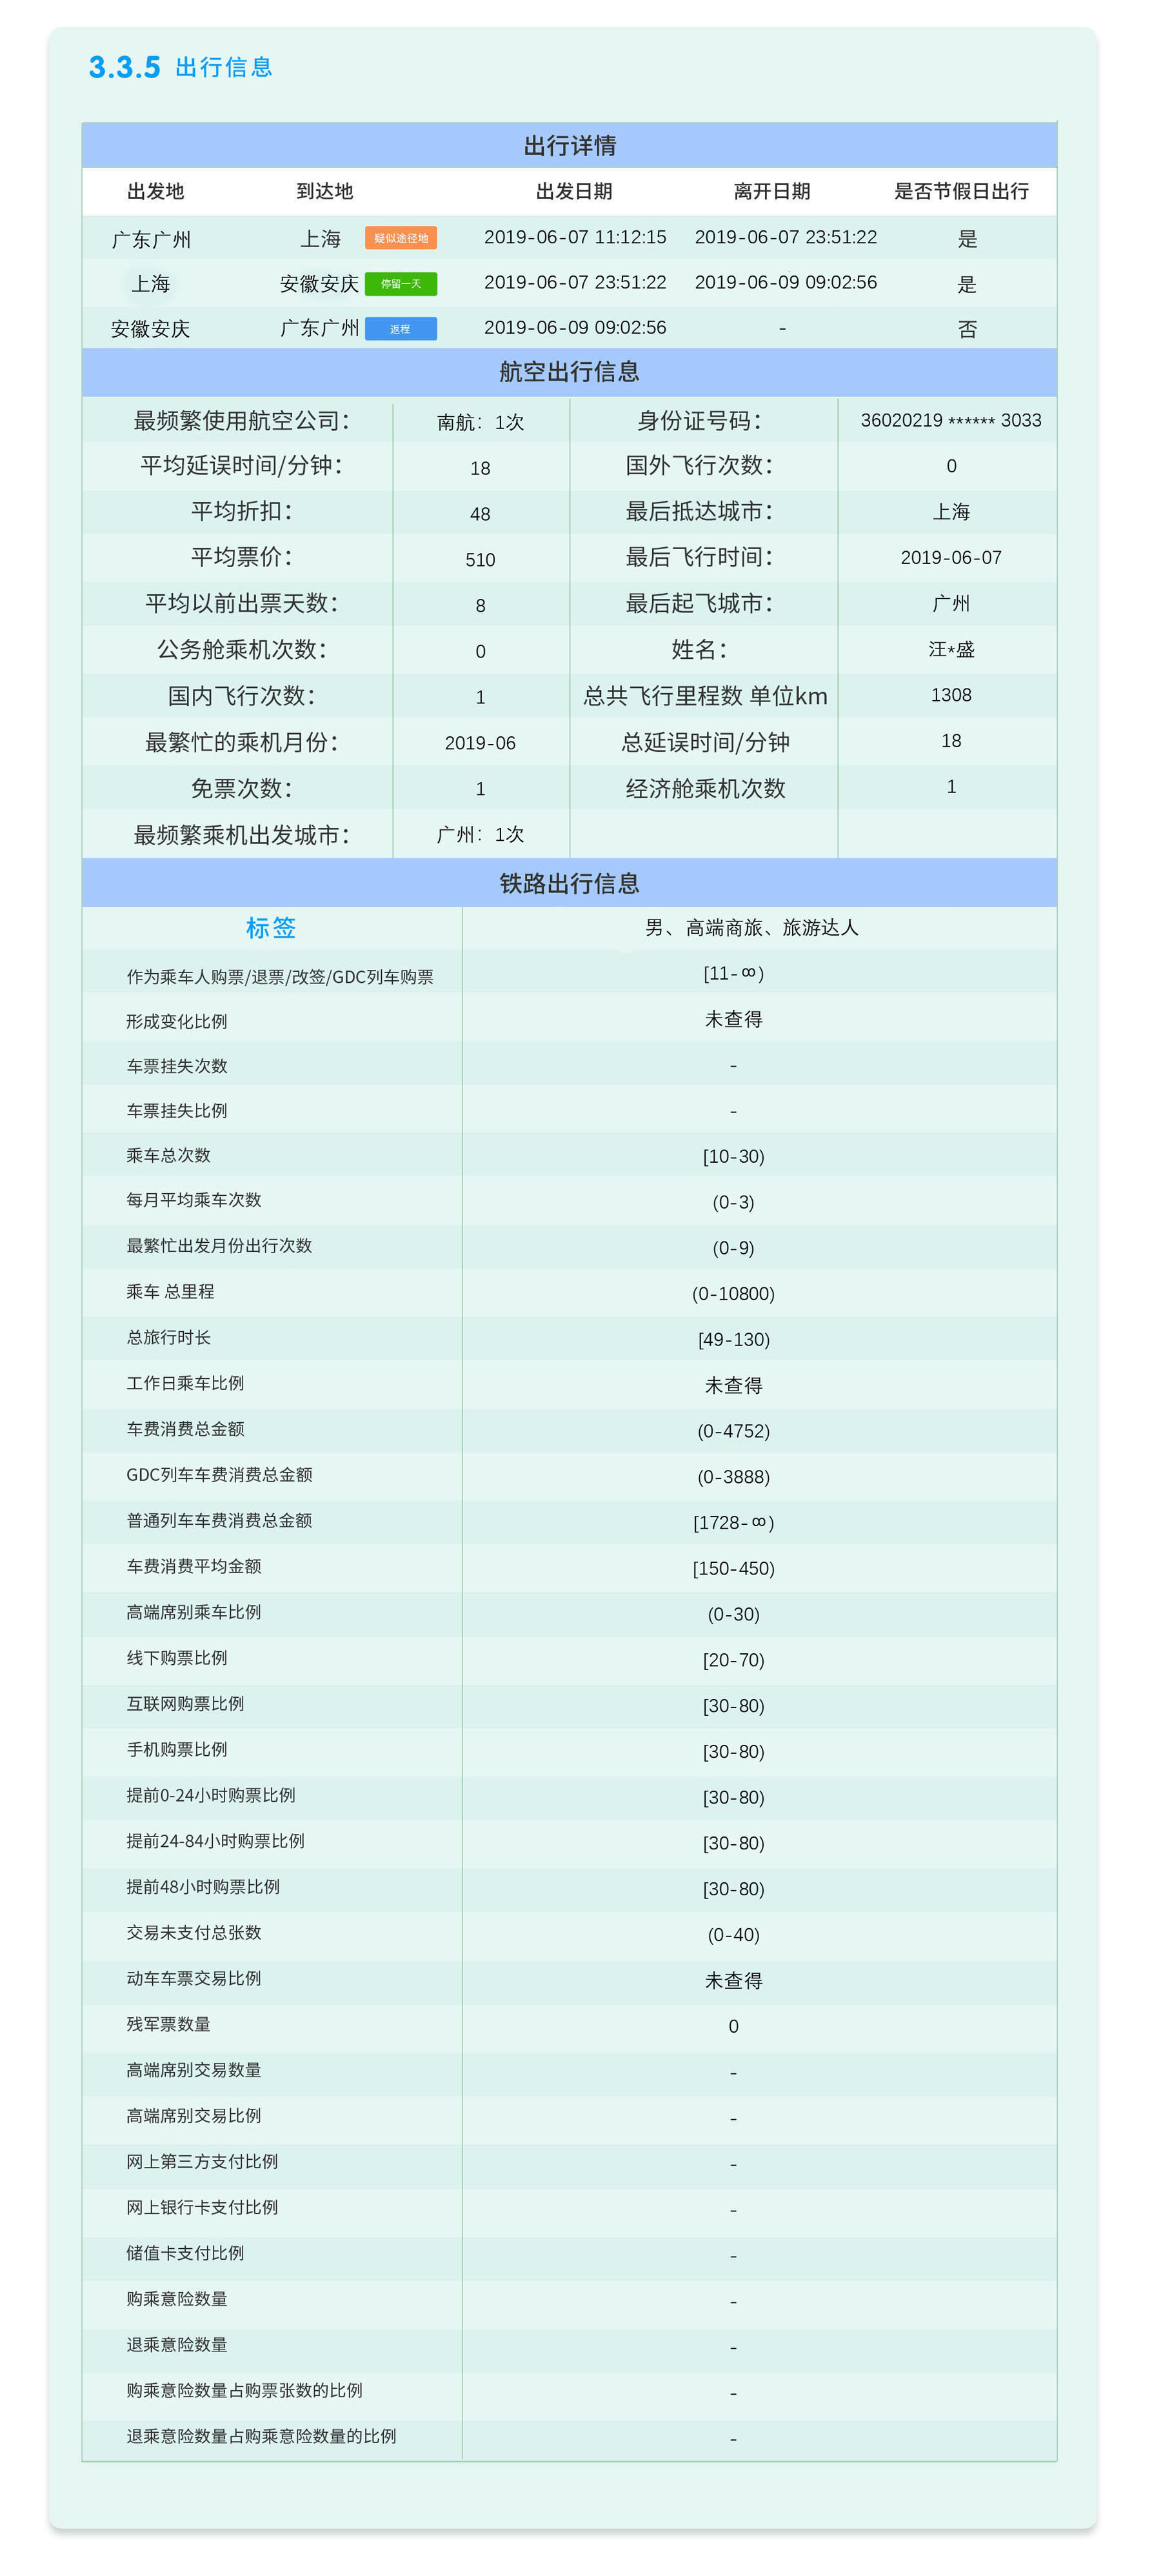 3.3.5 出行信息
出行详情
出发地 到达地 出发日期 离开日期 是否节假日出行
广东广州 上海 疑似途径地 2019-06-07 11:12:15 2019-06-07 23:51:22 是
上海 安徽安庆 停留一天 2019-06-07 23:51:22 2019-06-09 09:02:56 是
安徽安庆 广东广州 返程 2019-06-09 09:02:56 - 否
航空出行信息
最频繁使用航空公司： 南航：1次 身份证号码： 36020219 ****** 3033
平均延误时间/分钟： 18 国外飞行次数： 0
平均折扣： 48 最后抵达城市： 上海
平均票价： 510 最后飞行时间： 2019-06-07
平均以前出票天数： 8 最后起飞城市： 广州
公务舱乘机次数： 0 姓名： 汪*盛
国内飞行次数： 1 总共飞行里程数 单位km 1308
最繁忙的乘机月份： 2019-06 总延误时间/分钟 18
免票次数： 1 经济舱乘机次数 1
最频繁乘机出发城市： 广州：1次
铁路出行信息
标签 男、高端商旅、旅游达人
作为乘车人购票/退票/改签/GDC列车购票 [11-∞)
形成变化比例 未查得
车票挂失次数 -
车票挂失比例 -
乘车总次数 [10-30)
每月平均乘车次数 (0-3)
最繁忙出发月份出行次数 (0-9)
乘车 总里程 (0-10800)
总旅行时长 [49-130)
工作日乘车比例 未查得
车费消费总金额 (0-4752)
GDC列车车费消费总金额 (0-3888)
普通列车车费消费总金额 [1728-∞)
车费消费平均金额 [150-450)
高端席别乘车比例 (0-30)
线下购票比例 [20-70)
互联网购票比例 [30-80)
手机购票比例 [30-80)
提前0-24小时购票比例 [30-80)
提前24-84小时购票比例 [30-80)
提前48小时购票比例 [30-80)
交易未支付总张数 (0-40)
动车车票交易比例 未查得
残军票数量 0
高端席别交易数量 -
高端席别交易比例 -
网上第三方支付比例 -
网上银行卡支付比例 -
储值卡支付比例 -
购乘意险数量 -
退乘意险数量 -
购乘意险数量占购票张数的比例 -
退乘意险数量占购乘意险数量的比例 -